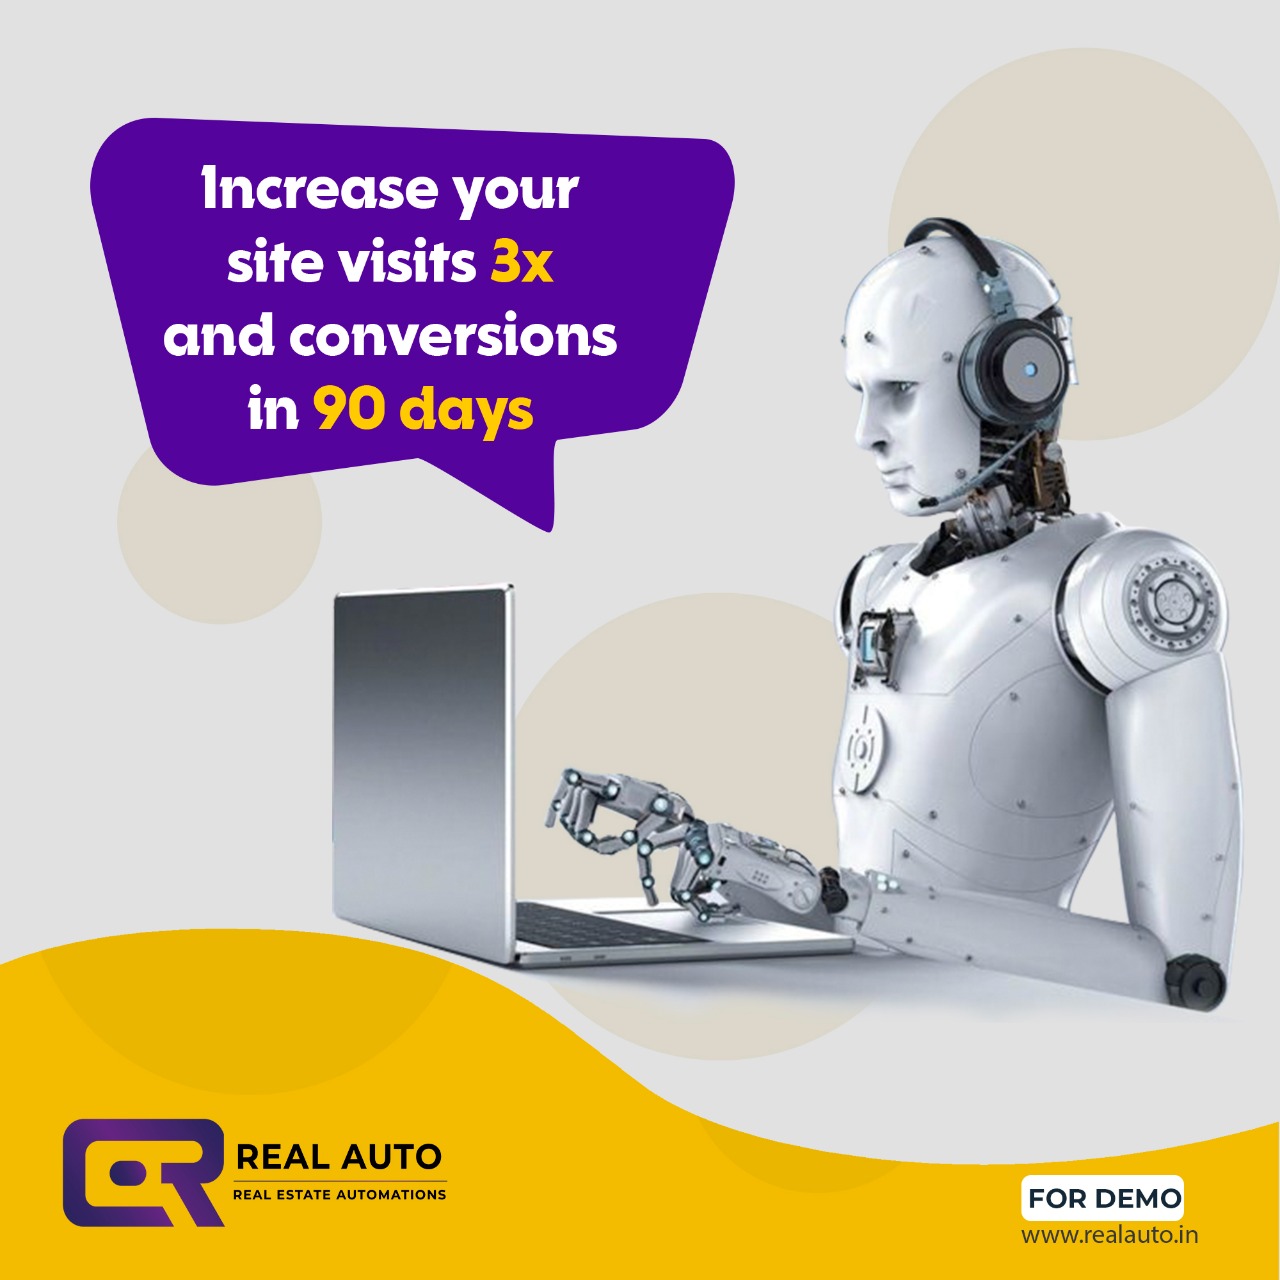 Increase your
site visits 3x
and conversions
in 90 days
REAL AUTO
REAL ESTATE AUTOMATIONS
FOR DEMO
www.realauto.in